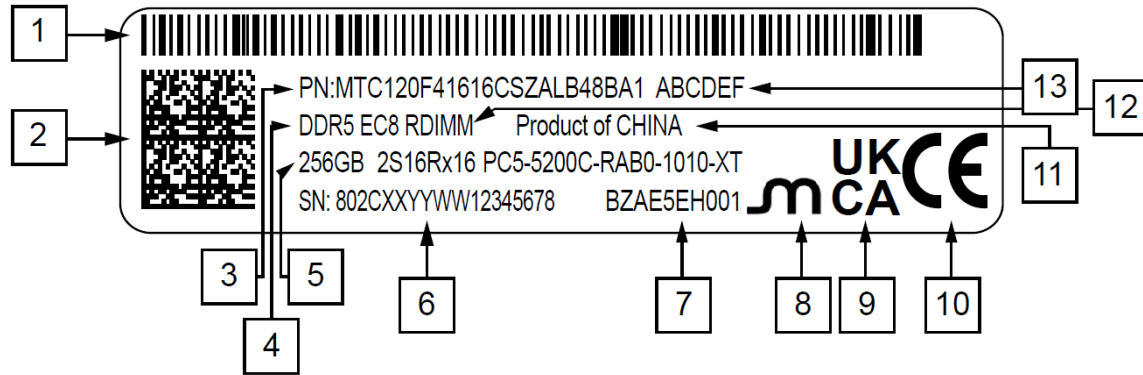 1
2
PN:MTC120F41616CSZALB48BA1 ABCDEF
13
DDR5 EC8 RDIMM Product of CHINA
12
256GB 2S16Rx16 PC5-5200C-RAB0-1010-XT
UK
CA
CE
11
SN: 802CXXYYWW12345678 BZAE5EH001 m
3
5
6
7
8
9
10
4